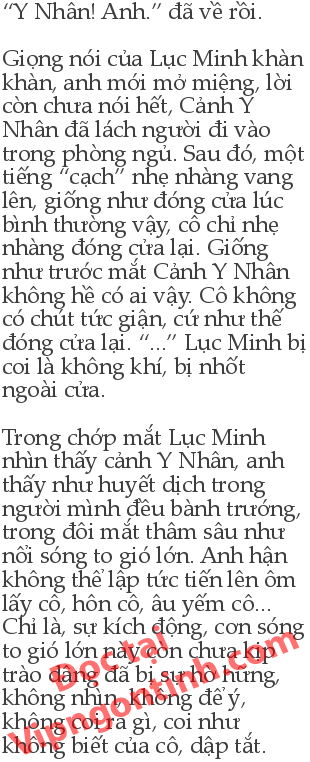 “Y Nhân! Anh.” đã về rồi.
Giọng nói của Lục Minh khàn
khàn, anh mới mở miệng, lời
còn chưa nói hết, Cảnh Y
Nhân đã lách người đi vào
trong phòng ngủ. Sau đó, một
tiếng “cạch” nhẹ nhàng vang
lên, giống như đóng cửa lúc
bình thường vậy, cô chỉ nhẹ
nhàng đóng cửa lại. Giống
như trước mắt Cảnh Y Nhân
không hề có ai vậy. Cô không
có chút tức giận, cứ như thế
đóng cửa lại. “...” Lục Minh bị
coi là không khí, bị nhốt
ngoài cửa.
Trong chớp mắt Lục Minh
nhìn thấy cảnh Y Nhân, anh
thấy như huyết dịch trong
người mình đều bành trướng,
trong đôi mắt thâm sâu như
nổi sóng to gió lớn. Anh hận
không thể lập tức tiến lên ôm
lấy cô, hôn cô, âu yếm cô...
Chỉ là, sự kích động, cơn sóng
to gió lớn này còn chưa kịp
trào dâng đã bị sự hờ hững,
không nhìn, không để ý,
không coi ra gì, coi như
không biết của cô, dập tắt.
Đọc tại
Vipngontinh.com